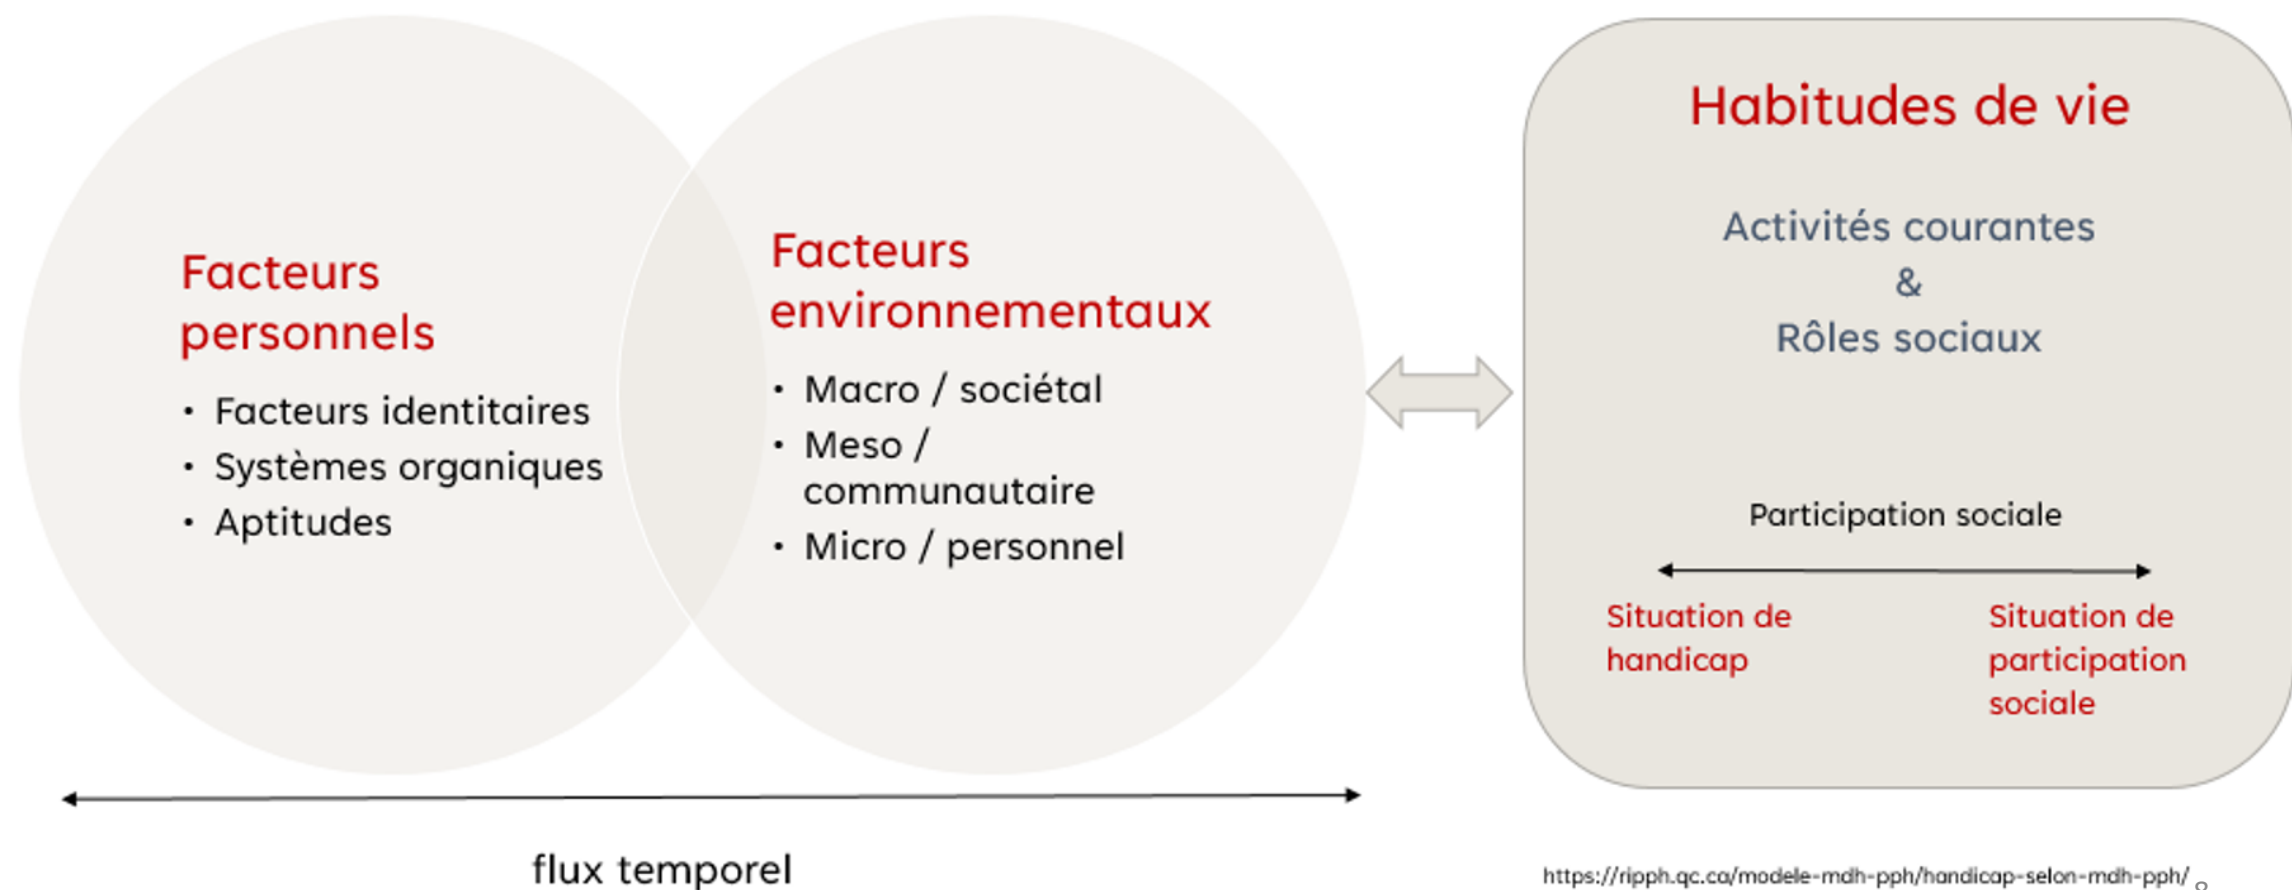 Facteurs
personnels
• Facteurs identitaires
• Systèmes organiques
• Aptitudes
Facteurs
environnementaux
• Macro / sociétal
• Meso /
communautaire
• Micro / personnel
flux temporel
Habitudes de vie
Activités courantes
&
Rôles sociaux
Participation sociale
Situation de
handicap
Situation de
participation
sociale
https://ripph.qc.ca/modele-mdh-pph/handicap-selon-mdh-pph/